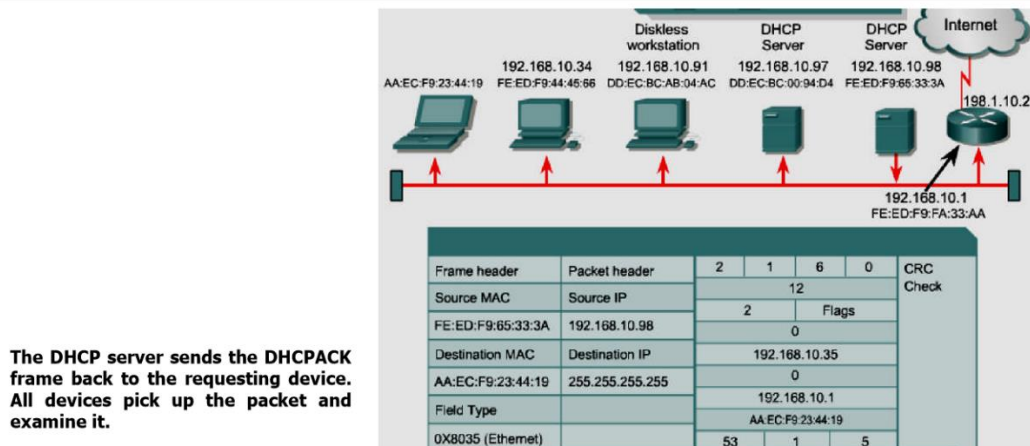 Internet
Diskless workstation
DHCP Server
DHCP Server
192.168.10.34
192.168.10.91
192.168.10.97
192.168.10.98
AA:EC:F9:23:44:19
FE:ED:F9:44:45:66
DD:EC:BC:AB:04:AC
DD:EC:BC:00:94:D4
FE:ED:F9:65:33:3A
198.1.10.2
192.168.10.1
FE:ED:F9:FA:33:AA
Frame header
Packet header
2 1 6 0
CRC Check
Source MAC
Source IP
12
2 Flags
FE:ED:F9:65:33:3A
192.168.10.98
0
Destination MAC
Destination IP
192.168.10.35
AA:EC:F9:23:44:19
255.255.255.255
0
192.168.10.1
Field Type
AA:EC:F9:23:44:19
0X8035 (Ethernet)
53 1 5
The DHCP server sends the DHCPACK
frame back to the requesting device.
All devices pick up the packet and
examine it.